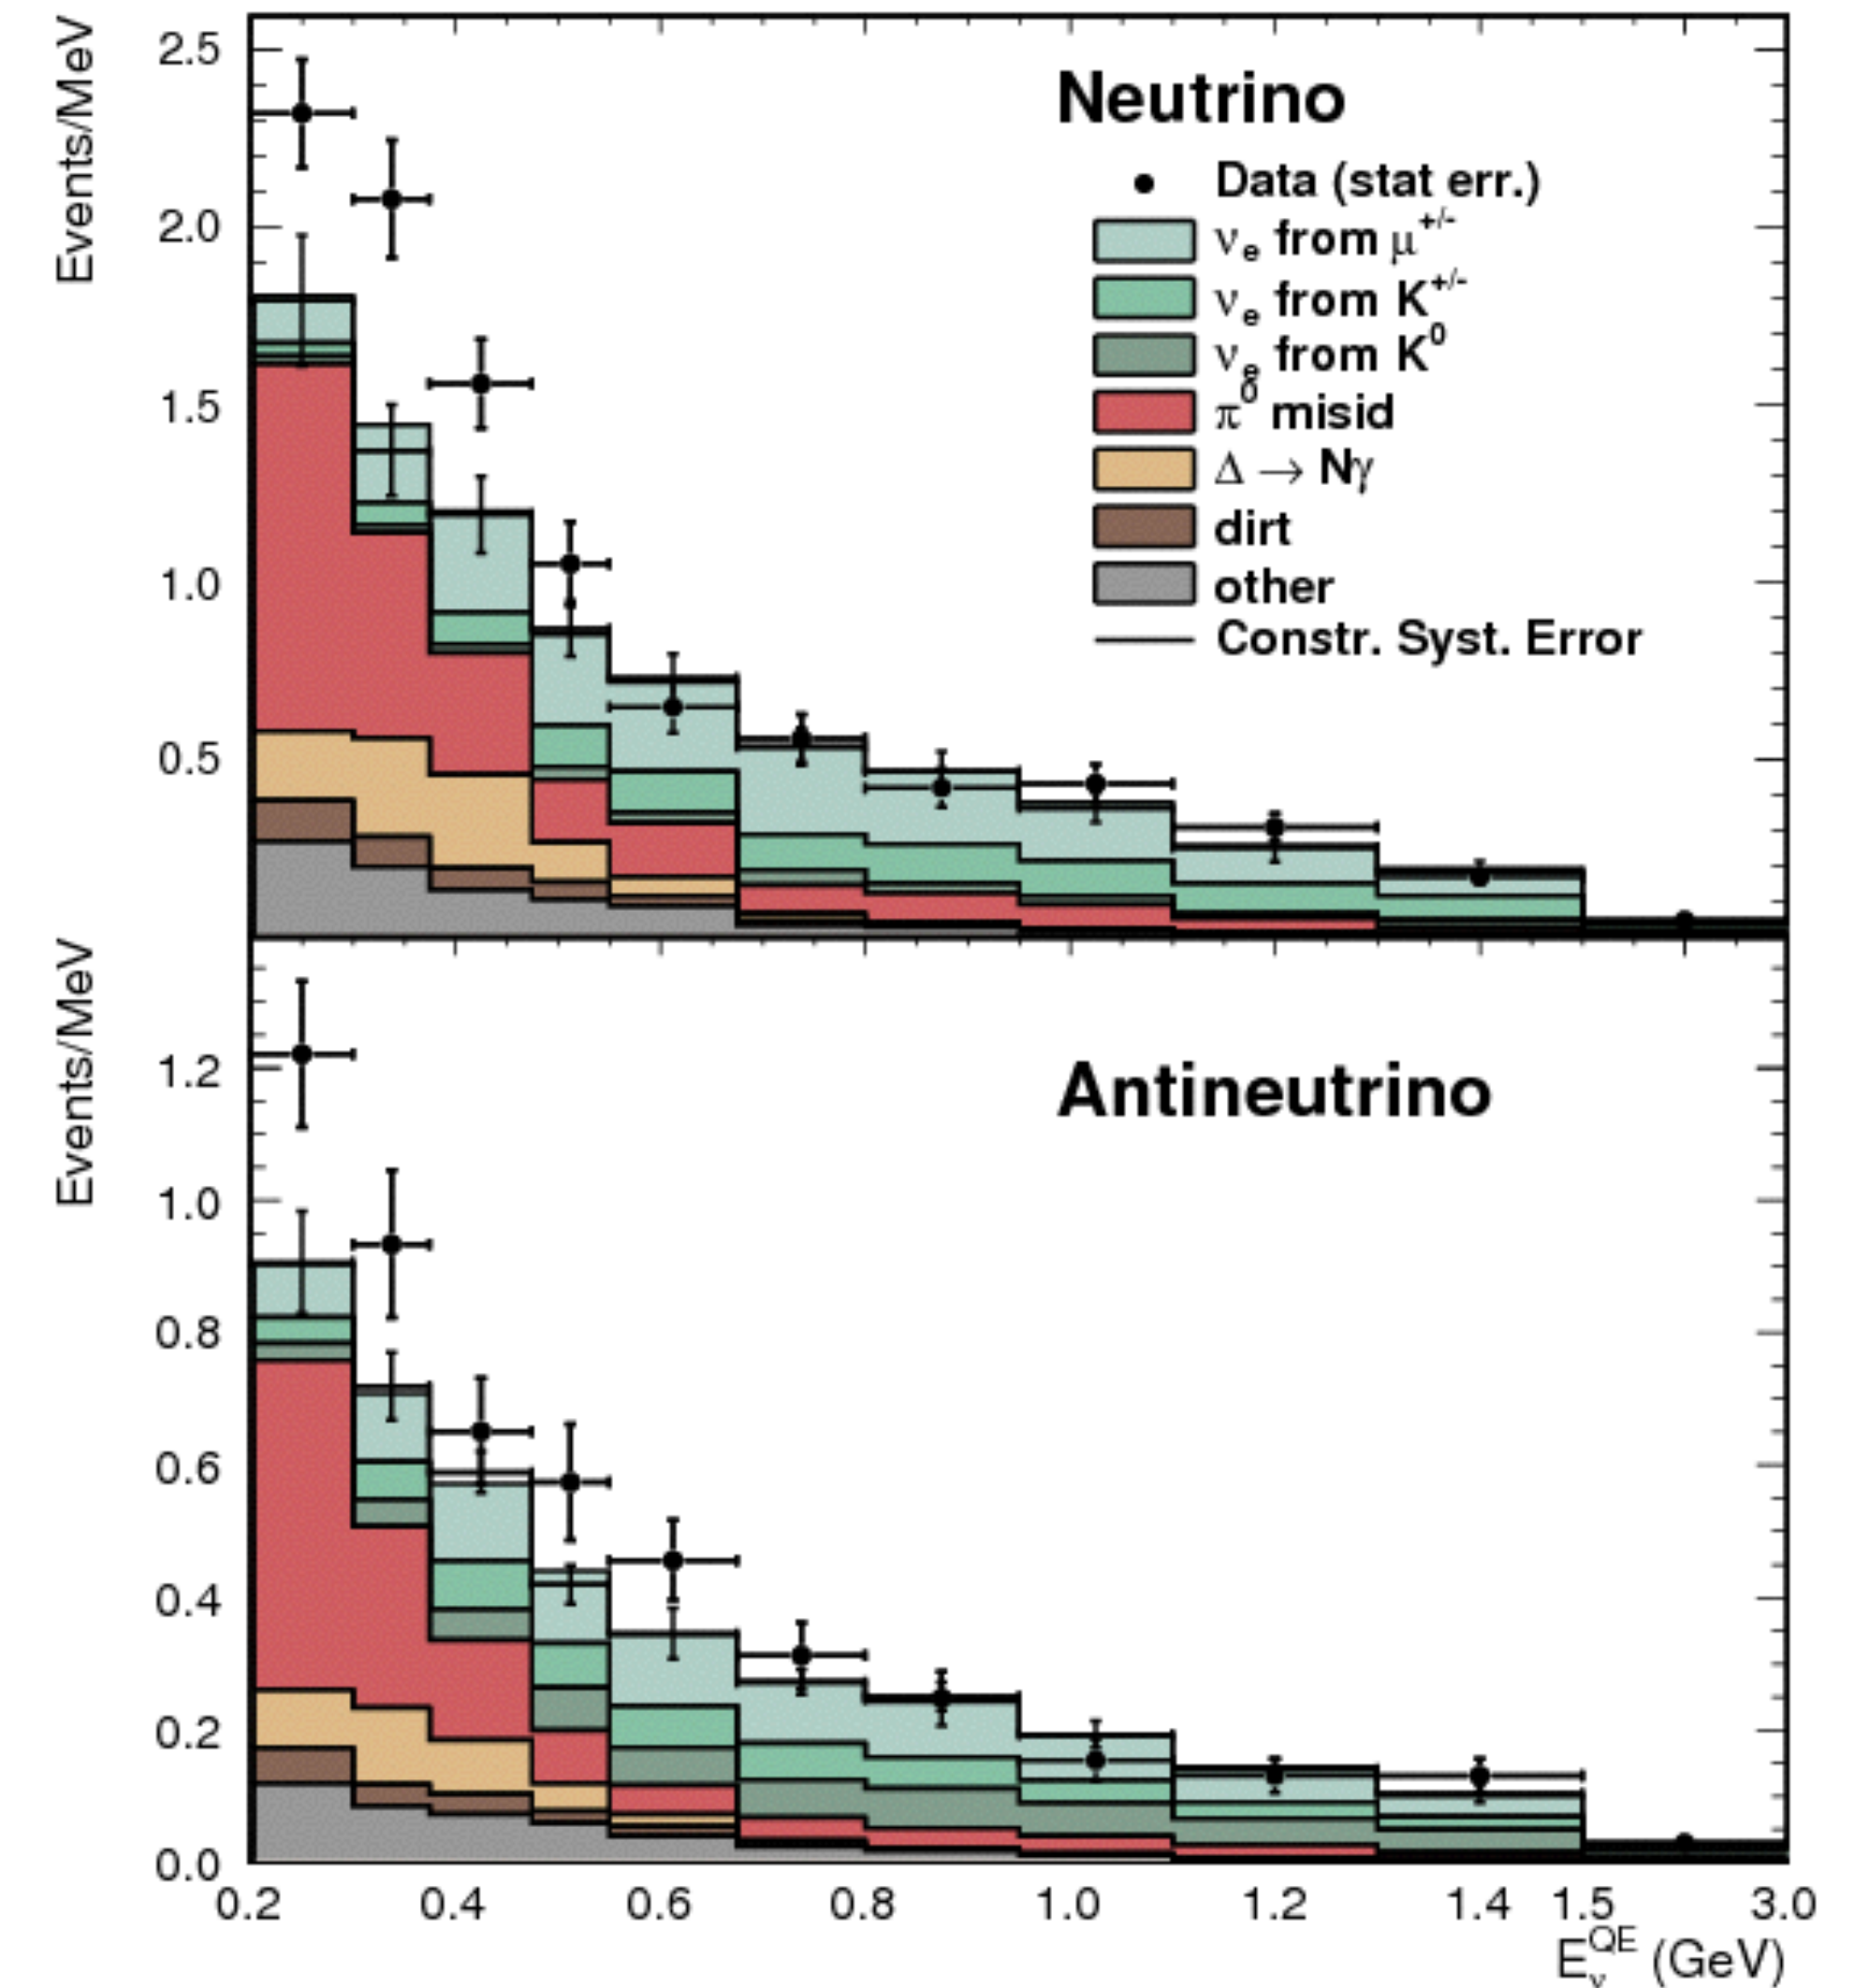 Events/MeV
2.5
2.0
1.5
1.0
0.5
Neutrino
Data (stat err.)
νe from μ+/-
νe from K+/-
νe from K0
π0 misid
Δ → Nγ
dirt
other
Constr. Syst. Error
Events/MeV
1.2
1.0
0.8
0.6
0.4
0.2
0.0
Antineutrino
0.2 0.4 0.6 0.8 1.0 1.2 1.4 1.5 3.0
EνQE (GeV)